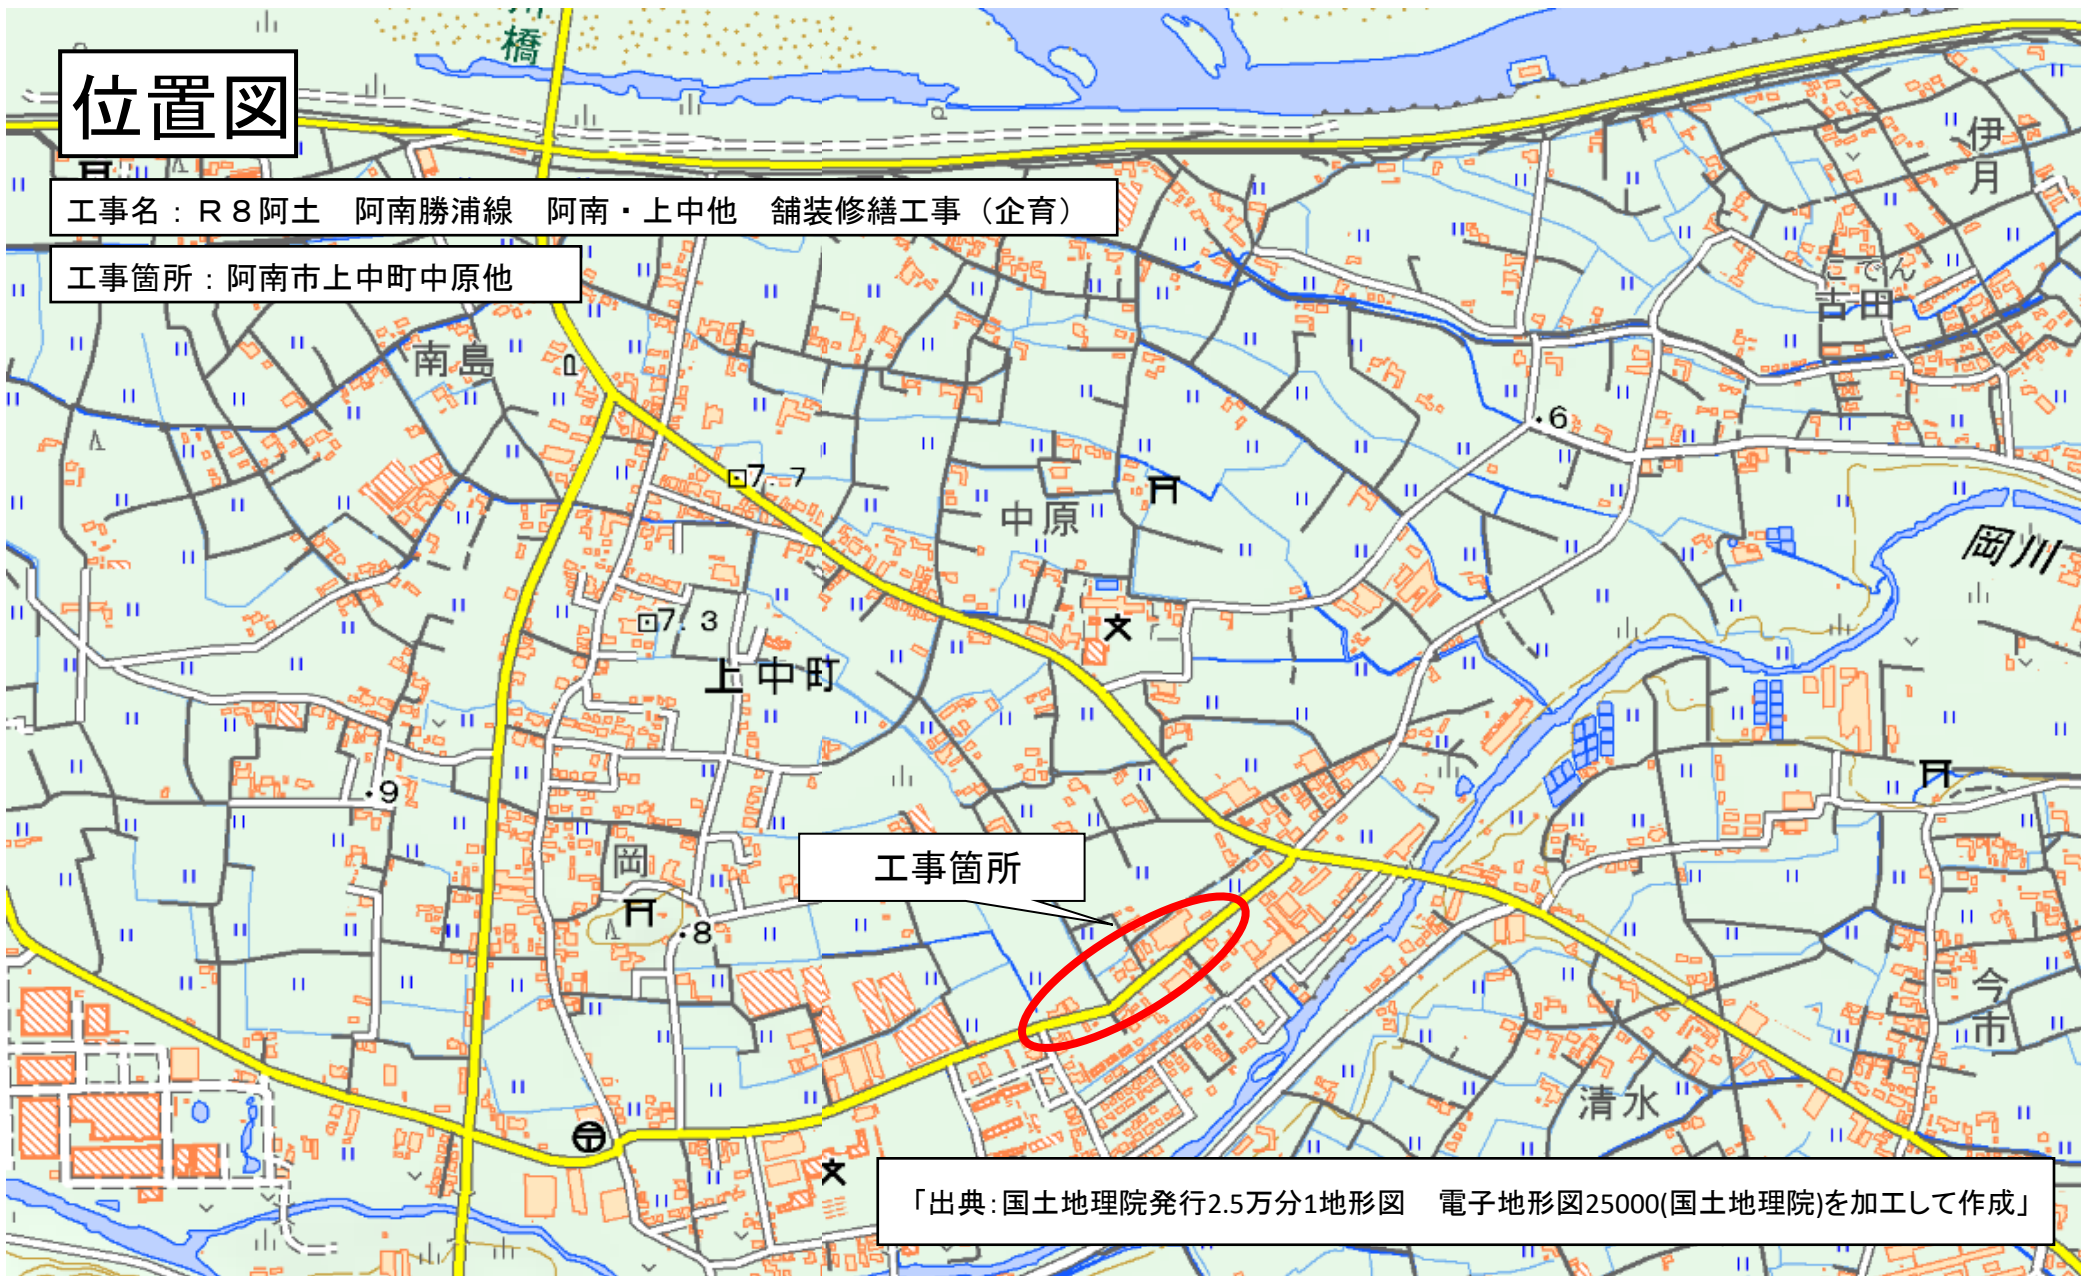 橋
位置図
伊月
工事名：Ｒ８阿土　阿南勝浦線　阿南・上中他　舗装修繕工事（企育）
工事箇所：阿南市上中町中原他
こでん
古田
南島
6
7.7
中原
岡川
7.3
上中町
9
工事箇所
岡
8
今市
清水
「出典：国土地理院発行2.5万分1地形図　電子地形図25000(国土地理院)を加工して作成」